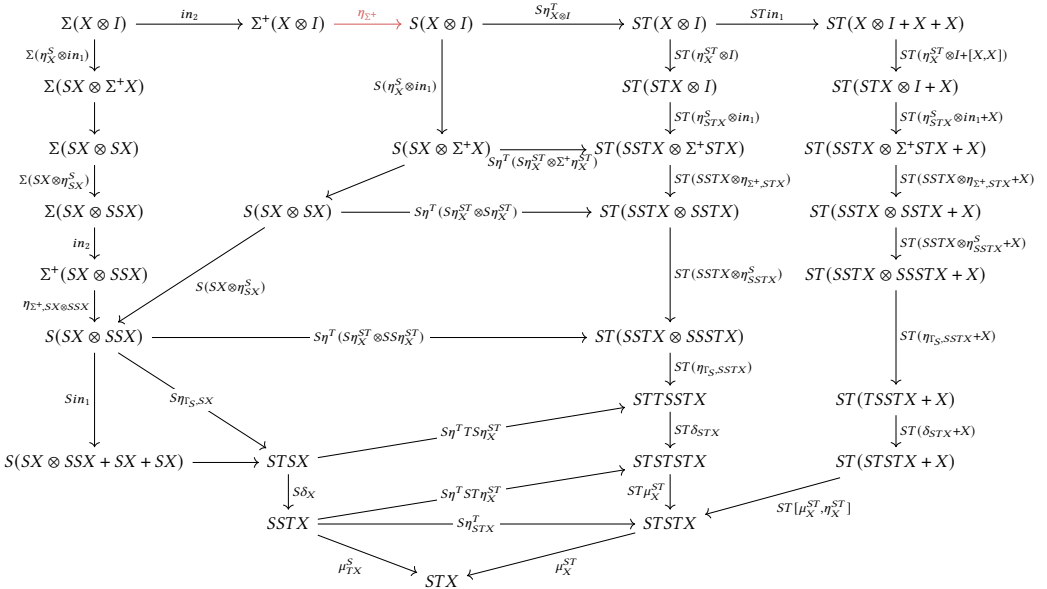 Σ(X ⊗ I) in₂ Σ⁺(X ⊗ I) η_{Σ⁺} S(X ⊗ I) Sη^T_{X⊗I} ST(X ⊗ I) STin₁ ST(X ⊗ I + X + X)
Σ(η^S_X⊗in₁) S(η^S_X⊗in₁) ST(η^{ST}_X⊗I) ST(η^{ST}_X⊗I+[X,X])
Σ(SX ⊗ Σ⁺X) ST(STX ⊗ I) ST(STX ⊗ I + X)
ST(η^S_{STX}⊗in₁) ST(η^S_{STX}⊗in₁+X)
Σ(SX ⊗ SX) S(SX ⊗ Σ⁺X) Sη^T(Sη^{ST}_X⊗Σ⁺η^{ST}_X) ST(SSTX ⊗ Σ⁺STX) ST(SSTX ⊗ Σ⁺STX + X)
Σ(SX⊗η^S_{SX}) ST(SSTX⊗η_{Σ⁺,STX}) ST(SSTX⊗η_{Σ⁺,STX}+X)
Σ(SX ⊗ SSX) S(SX ⊗ SX) Sη^T(Sη^{ST}_X⊗Sη^{ST}_X) ST(SSTX ⊗ SSTX) ST(SSTX ⊗ SSTX + X)
in₂ ST(SSTX⊗η^S_{SSTX}+X)
Σ⁺(SX ⊗ SSX) S(SX⊗η^S_{SX}) ST(SSTX⊗η^S_{SSTX}) ST(SSTX ⊗ SSSTX + X)
η_{Σ⁺,SX⊗SSX}
S(SX ⊗ SSX) Sη^T(Sη^{ST}_X⊗SSη^{ST}_X) ST(SSTX ⊗ SSSTX) ST(η_{Γ_S,SSTX}+X)
ST(η_{Γ_S,SSTX})
Sin₁ Sη_{Γ_S,SX} STTSSTX ST(TSSTX + X)
Sη^T TSη^{ST}_X STδ_{STX} ST(δ_{STX}+X)
S(SX ⊗ SSX + SX + SX) STSX STSTSTX ST(STSTX + X)
Sδ_X Sη^T STη^{ST}_X STμ^{ST}_X ST[μ^{ST}_X,η^{ST}_X]
SSTX Sη^T_{STX} STSTX
μ^S_{TX} μ^{ST}_X
STX